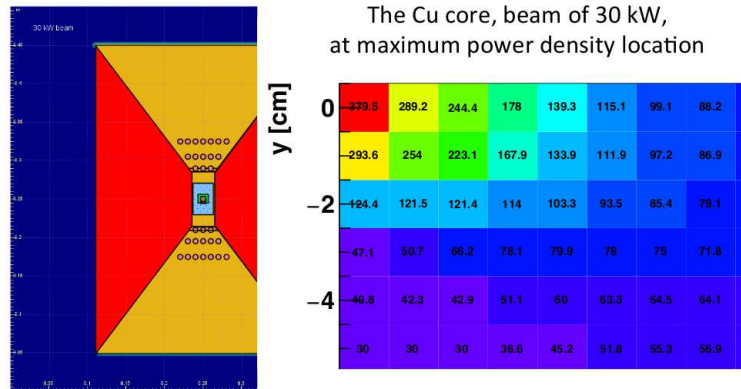 The Cu core, beam of 30 kW,
at maximum power density location
30 kW beam
y [cm]
0 379.5 289.2 244.4 178 139.3 115.1 99.1 88.2
293.6 254 223.1 167.9 133.9 111.9 97.2 86.9
−2 124.4 121.5 121.4 114 103.3 93.5 85.4 79.1
47.1 50.7 66.2 78.1 79.9 78 75 71.8
−4 40.8 42.3 42.9 51.1 60 63.3 64.5 64.1
30 30 30 36.6 45.2 51.8 55.3 56.9